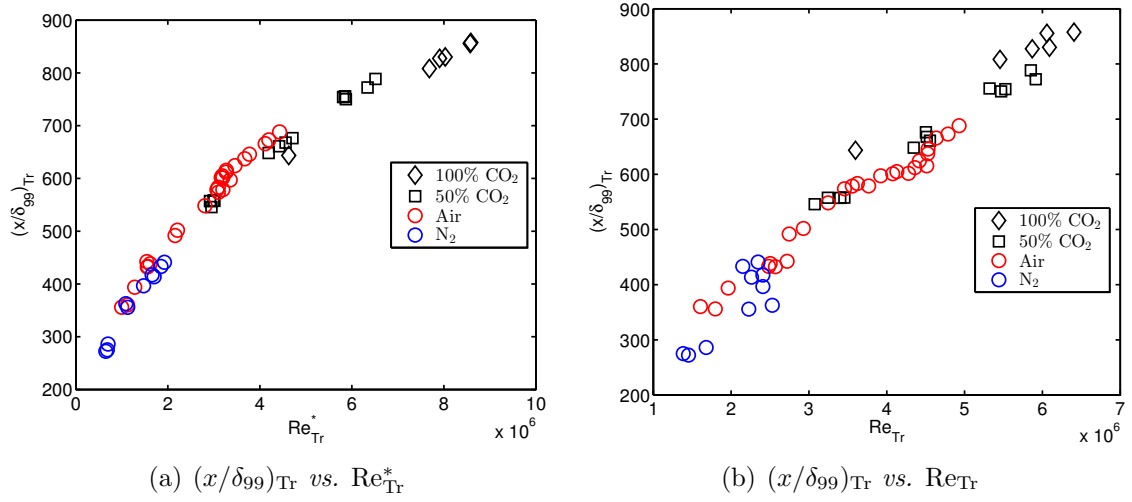 900
800
700
600
500
400
300
200
(x/δ99)Tr
0 2 4 6 8 10
Re*Tr
x 10^6
100% CO2
50% CO2
Air
N2
(a) (x/δ99)Tr vs. Re*Tr
900
800
700
600
500
400
300
200
(x/δ99)Tr
1 2 3 4 5 6 7
ReTr
x 10^6
100% CO2
50% CO2
Air
N2
(b) (x/δ99)Tr vs. ReTr